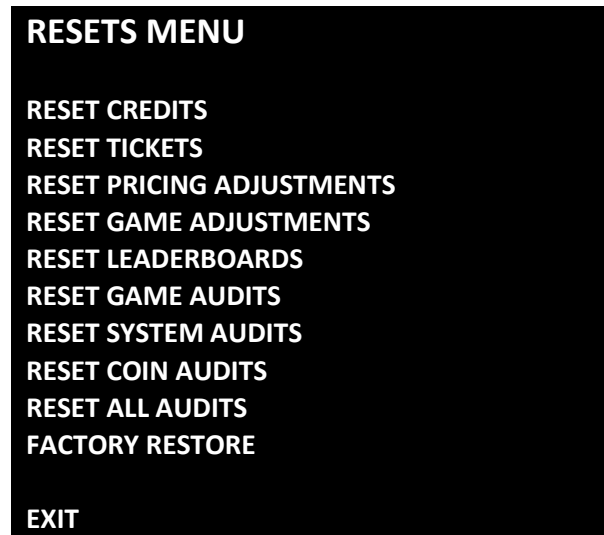 RESETS MENU
RESET CREDITS
RESET TICKETS
RESET PRICING ADJUSTMENTS
RESET GAME ADJUSTMENTS
RESET LEADERBOARDS
RESET GAME AUDITS
RESET SYSTEM AUDITS
RESET COIN AUDITS
RESET ALL AUDITS
FACTORY RESTORE
EXIT